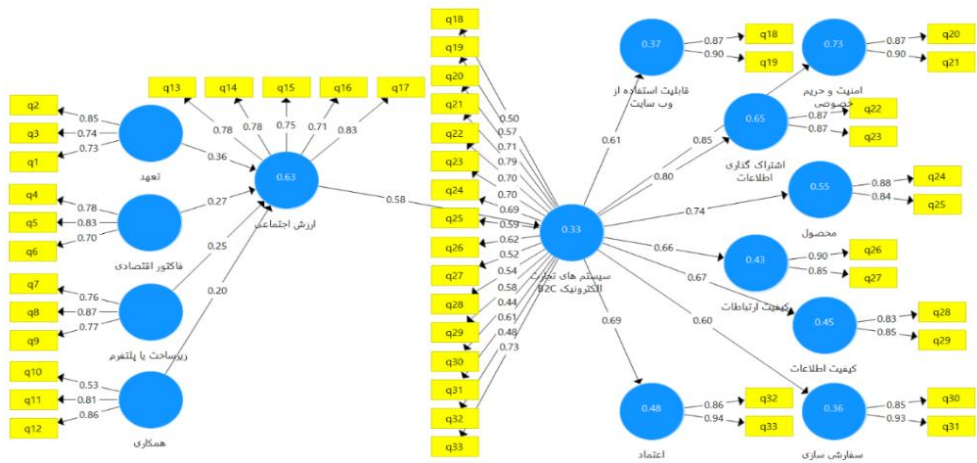 q2
q3
q1
0.85
0.74
0.73
تعهد
0.36
q4
q5
q6
0.78
0.83
0.70
فاکتور اقتصادی
0.27
q7
q8
q9
0.76
0.87
0.77
زیرساخت یا پلتفرم
0.25
q10
q11
q12
0.53
0.81
0.86
همکاری
0.20
q13
q14
q15
q16
q17
0.78
0.78
0.75
0.71
0.83
0.63
ارزش اجتماعی
0.58
q18
q19
q20
q21
q22
q23
q24
q25
q26
q27
q28
q29
q30
q31
q32
q33
0.50
0.57
0.71
0.79
0.70
0.70
0.69
0.59
0.62
0.52
0.54
0.58
0.44
0.61
0.48
0.73
0.33
سیستم های تجارت
الکترونیک B2C
0.61
0.85
0.80
0.74
0.66
0.67
0.60
0.69
0.37
قابلیت استفاده از
وب سایت
0.87
0.90
q18
q19
0.73
امنیت و حریم
خصوصی
0.87
0.90
q20
q21
0.65
اشتراک گذاری
اطلاعات
0.87
0.87
q22
q23
0.55
محصول
0.88
0.84
q24
q25
0.43
کیفیت ارتباطات
0.90
0.85
q26
q27
0.45
کیفیت اطلاعات
0.83
0.85
q28
q29
0.36
سفارشی سازی
0.85
0.93
q30
q31
0.48
اعتماد
0.86
0.94
q32
q33